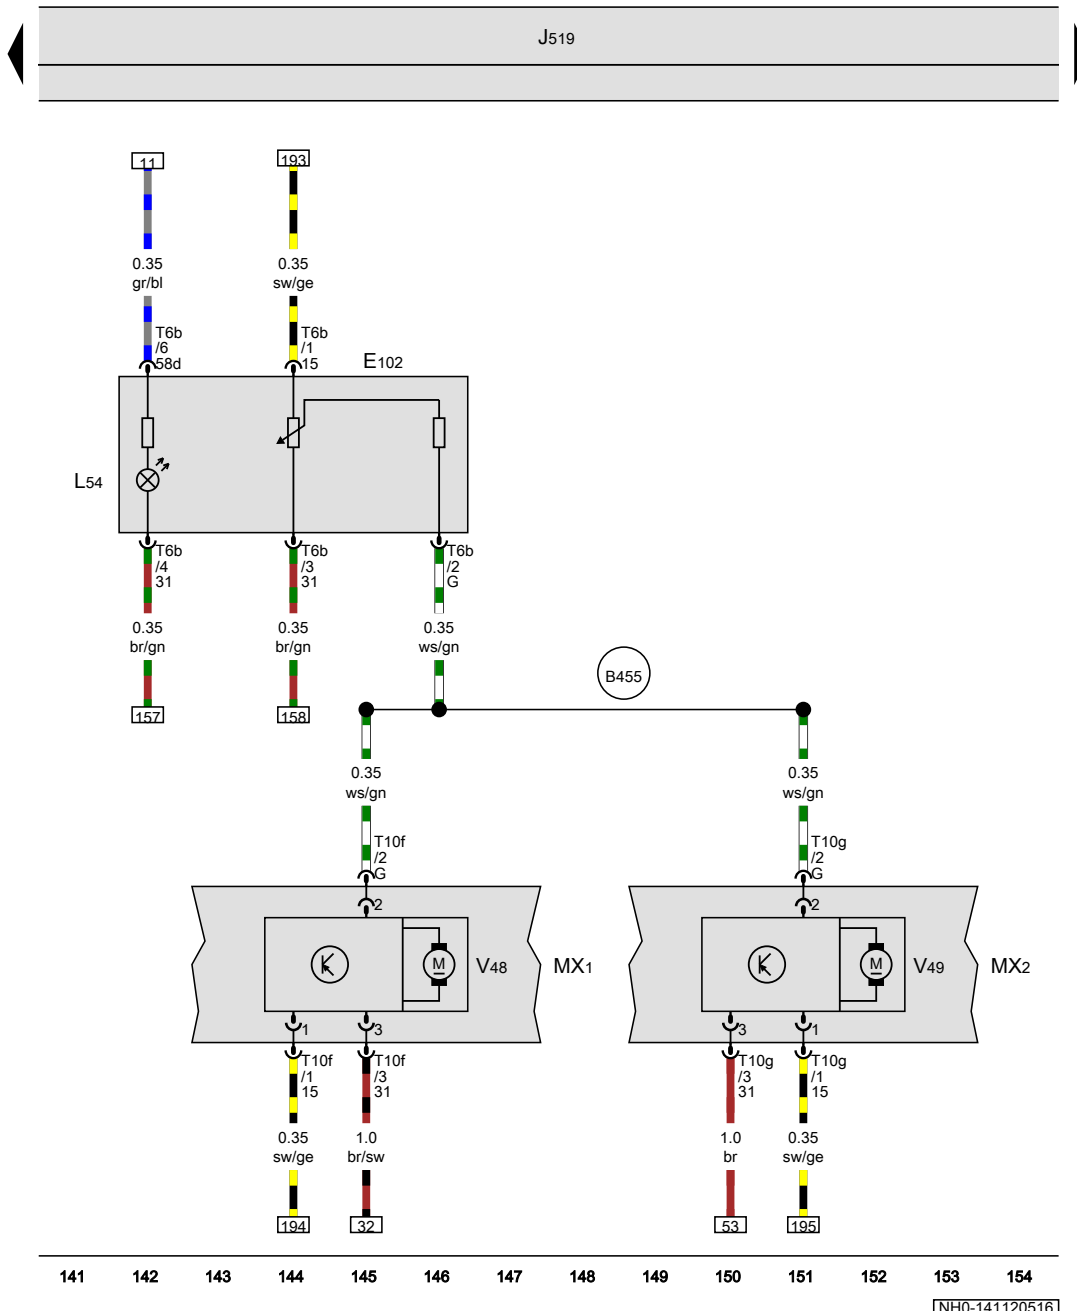 J519
11
193
0.35
gr/bl
0.35
sw/ge
T6b
/6
58d
T6b
/1
15
E102
L54
T6b
/4
31
T6b
/3
31
T6b
/2
G
0.35
br/gn
0.35
br/gn
0.35
ws/gn
B455
157
158
0.35
ws/gn
0.35
ws/gn
T10f
/2
G
T10g
/2
G
2
2
M
V48
MX1
M
V49
MX2
1
3
3
1
T10f
/1
15
T10f
/3
31
T10g
/3
31
T10g
/1
15
0.35
sw/ge
1.0
br/sw
1.0
br
0.35
sw/ge
194
32
53
195
141 142 143 144 145 146 147 148 149 150 151 152 153 154
NH0-141120516